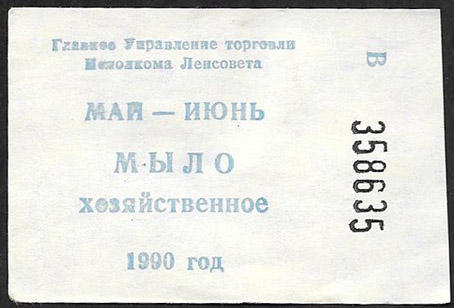 Главное Управление торговли
Исполкома Ленсовета
МАЙ — ИЮНЬ
МЫЛО
хозяйственное
1990 год
В
358635